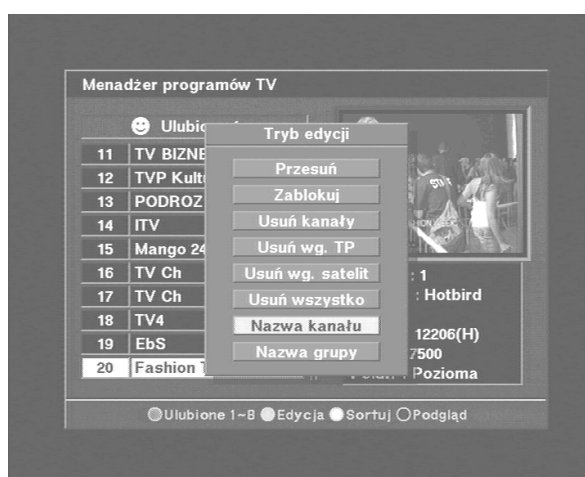 Menadżer programów TV
Ulubio
Tryb edycji
11 TV BIZNE
12 TVP Kultu
13 PODROZ
14 ITV
15 Mango 24
16 TV Ch
17 TV Ch
18 TV4
19 EbS
20 Fashion T
Przesuń
Zablokuj
Usuń kanały
Usuń wg. TP
Usuń wg. satelit
Usuń wszystko
Nazwa kanału
Nazwa grupy
: 1
: Hotbird
12206(H)
7500
Pozioma
Ulubione 1~8 Edycja Sortuj Podgląd